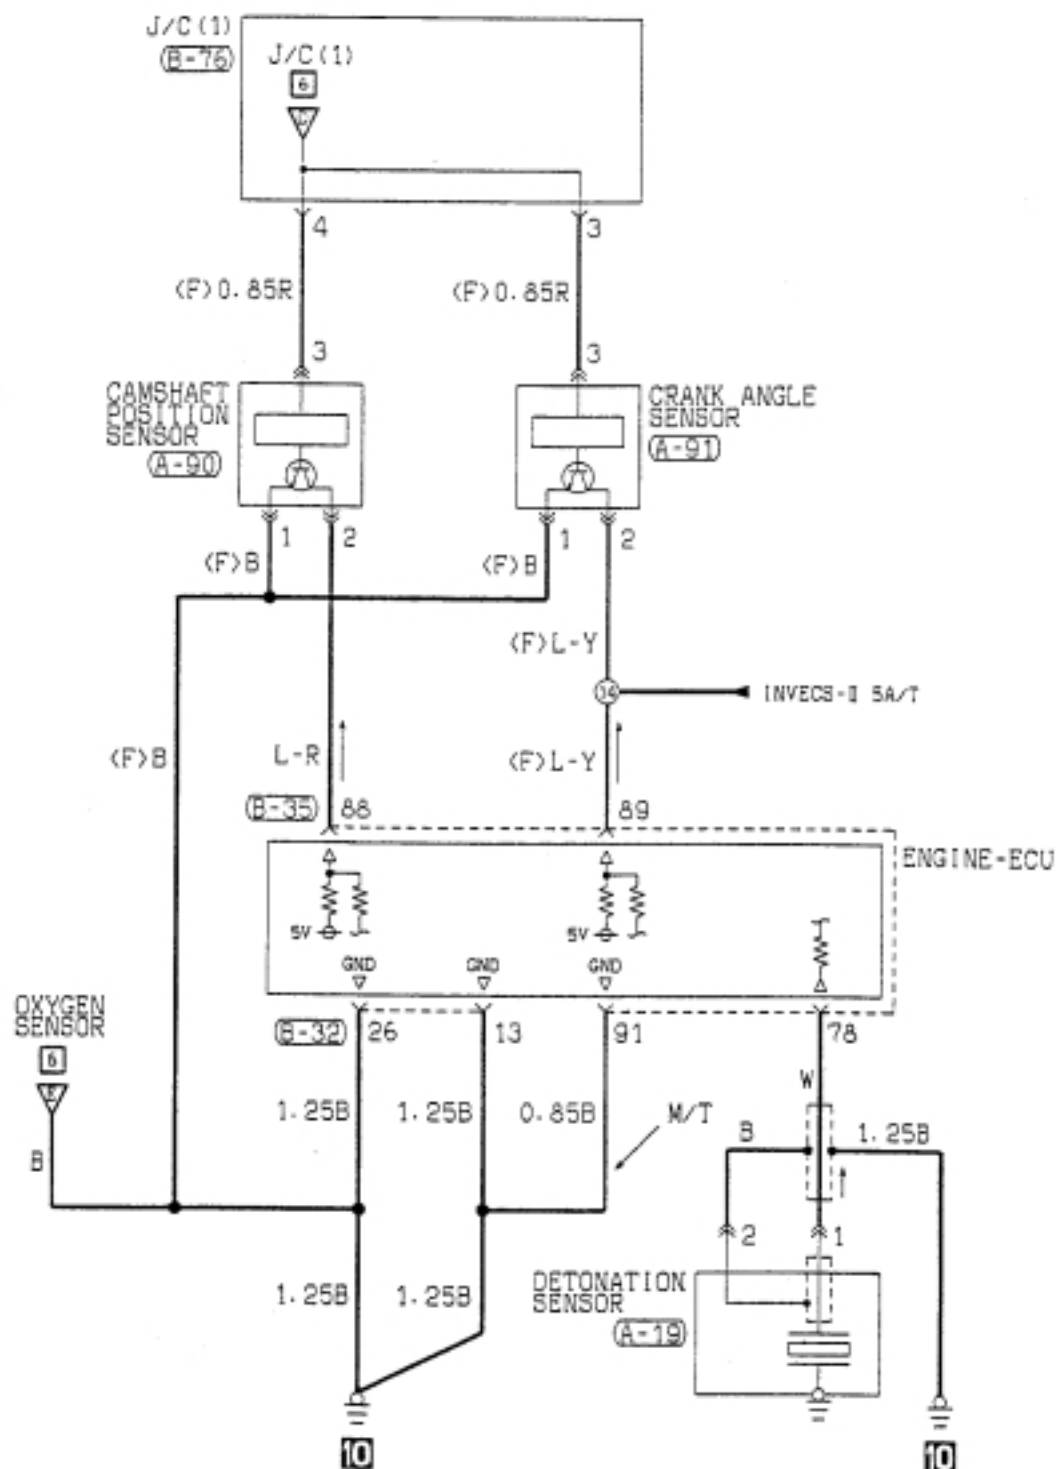 J/C(1)
(B-76)
J/C(1)
6
4
3
(F)0.85R
(F)0.85R
3
3
CAMSHAFT
POSITION
SENSOR
(A-90)
CRANK ANGLE
SENSOR
(A-91)
1
2
1
2
(F)B
(F)B
(F)L-Y
14
INVECS-II 5A/T
(F)B
L-R
(F)L-Y
(B-35)
88
89
ENGINE-ECU
5V
5V
GND
GND
GND
OXYGEN
SENSOR
6
(B-32)
26
13
91
78
W
1.25B
1.25B
0.85B
M/T
B
1.25B
B
2
1
1.25B
1.25B
DETONATION
SENSOR
(A-19)
10
10